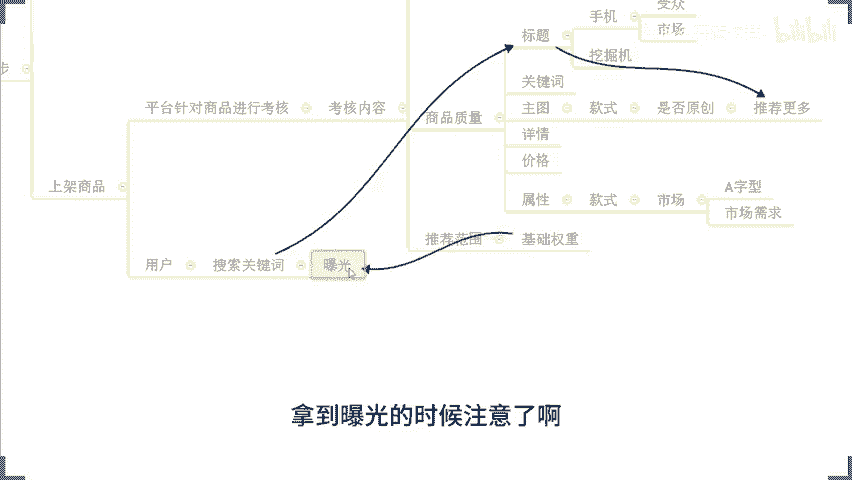 受众
手机
市场
bilibili
标题
挖掘机
步
关键词
平台针对商品进行考核
考核内容
商品质量
主图
款式
是否原创
推荐更多
详情
价格
上架商品
属性
款式
市场
A字型
市场需求
推荐范围
基础权重
用户
搜索关键词
曝光
拿到曝光的时候注意了啊